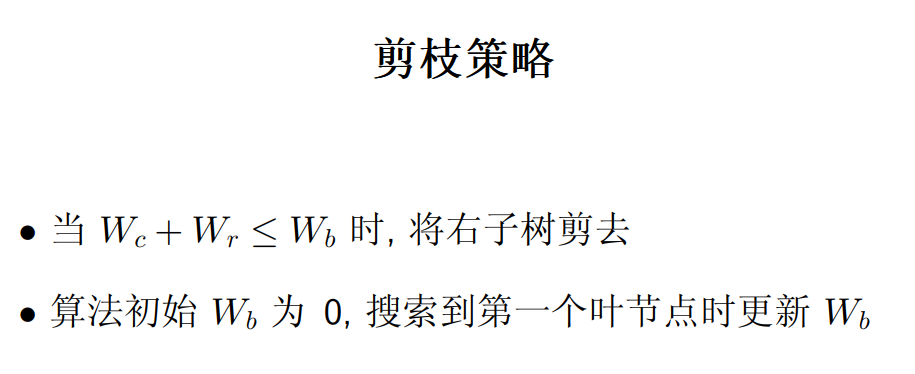 剪枝策略
• 当 $W_c + W_r \leq W_b$ 时, 将右子树剪去
• 算法初始 $W_b$ 为 0, 搜索到第一个叶节点时更新 $W_b$